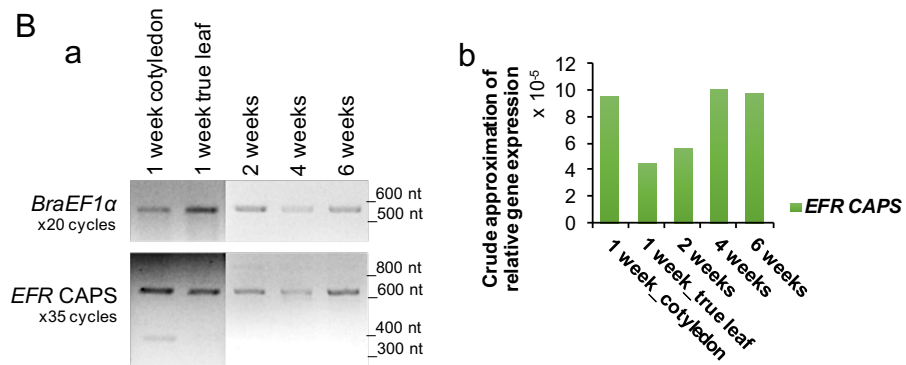 B
a
1 week cotyledon
1 week true leaf
2 weeks
4 weeks
6 weeks
BraEF1α
x20 cycles
600 nt
500 nt
EFR CAPS
x35 cycles
800 nt
600 nt
400 nt
300 nt
b
Crude approximation of
relative gene expression
x 10-5
12
10
8
6
4
2
0
1 week_cotyledon
1 week_true leaf
2 weeks
4 weeks
6 weeks
EFR CAPS